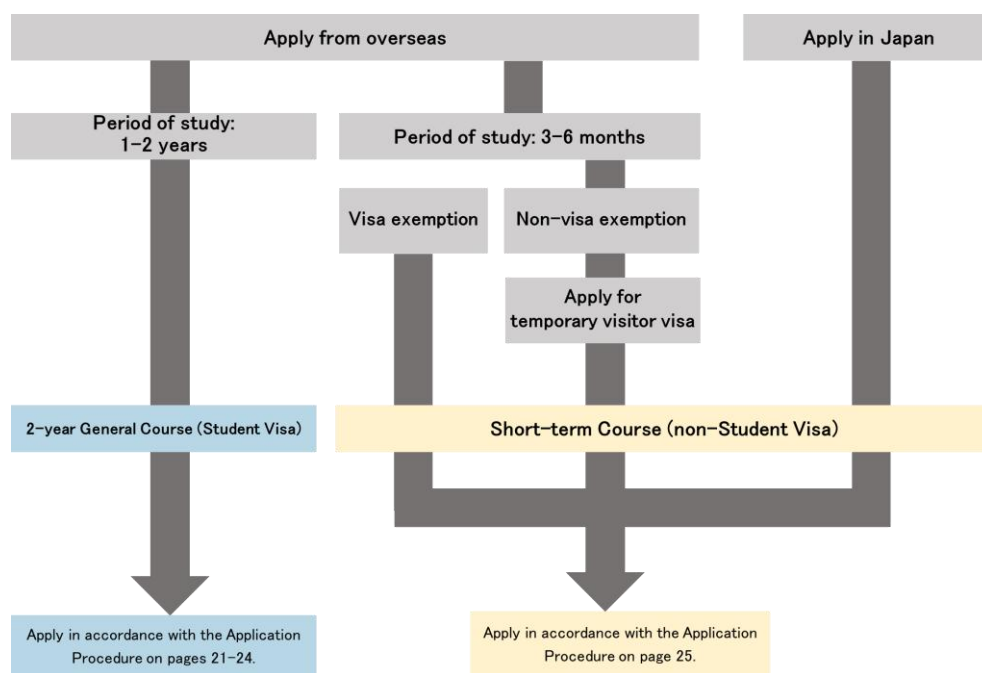 Apply from overseas
Apply in Japan
Period of study:
1-2 years
Period of study: 3-6 months
Visa exemption
Non-visa exemption
Apply for
temporary visitor visa
2-year General Course (Student Visa)
Short-term Course (non-Student Visa)
Apply in accordance with the Application
Procedure on pages 21-24.
Apply in accordance with the Application
Procedure on page 25.